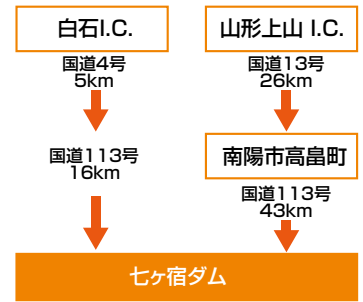 白石I.C.
国道4号
5km
国道113号
16km
山形上山 I.C.
国道13号
26km
南陽市高畠町
国道113号
43km
七ヶ宿ダム